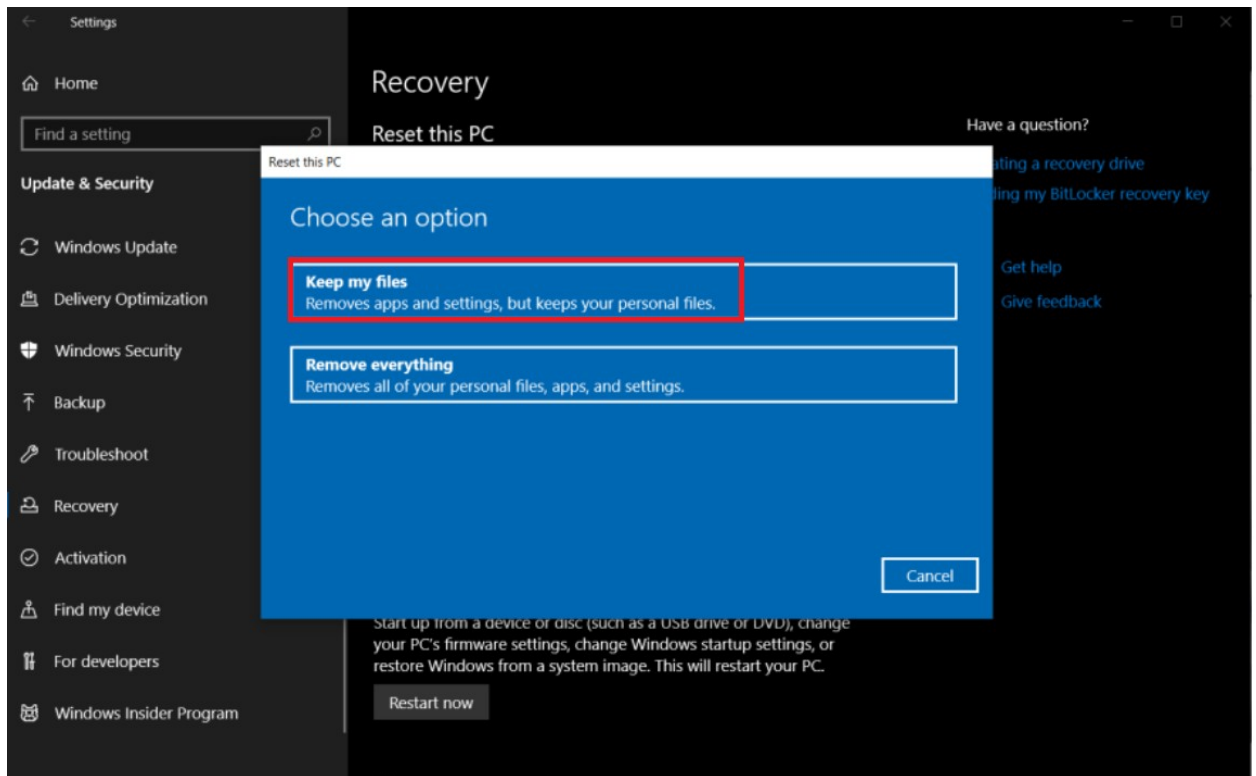 Settings
Home
Find a setting
Update & Security
Windows Update
Delivery Optimization
Windows Security
Backup
Troubleshoot
Recovery
Activation
Find my device
For developers
Windows Insider Program
Recovery
Reset this PC
Reset this PC
Choose an option
Keep my files
Removes apps and settings, but keeps your personal files.
Remove everything
Removes all of your personal files, apps, and settings.
Cancel
Start up from a device or disc (such as a USB drive or DVD), change
your PC's firmware settings, change Windows startup settings, or
restore Windows from a system image. This will restart your PC.
Restart now
Have a question?
a recovery drive
my BitLocker recovery key
Get help
Give feedback